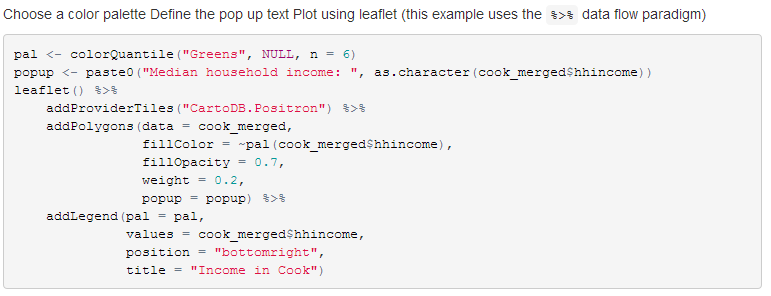 Choose a color palette Define the pop up text Plot using leaflet (this example uses the %>% data flow paradigm)
pal <- colorQuantile("Greens", NULL, n = 6)
popup <- paste0("Median household income: ", as.character(cook_merged$hhincome))
leaflet() %>%
    addProviderTiles("CartoDB.Positron") %>%
    addPolygons(data = cook_merged,
                fillColor = ~pal(cook_merged$hhincome),
                fillOpacity = 0.7,
                weight = 0.2,
                popup = popup) %>%
    addLegend(pal = pal,
              values = cook_merged$hhincome,
              position = "bottomright",
              title = "Income in Cook")